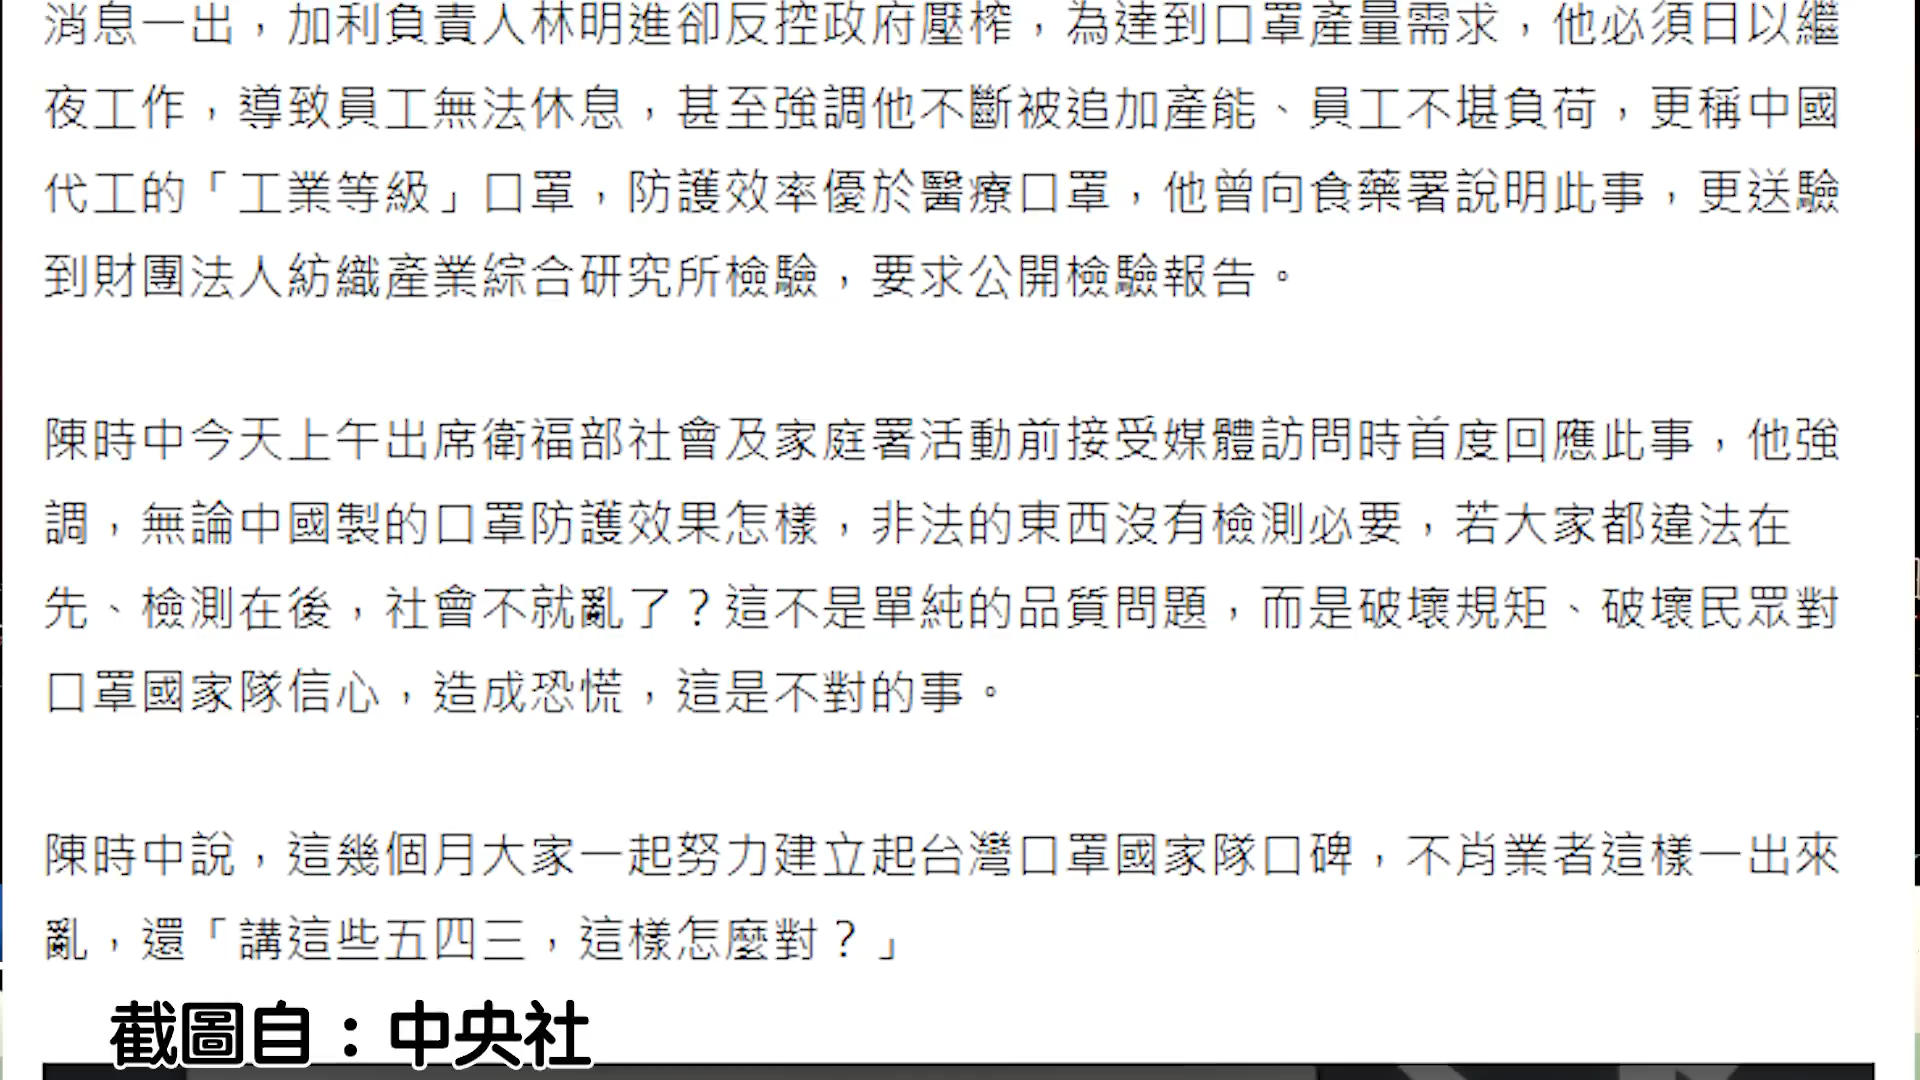 消息一出，加利負責人林明進卻反控政府壓榨，為達到口罩產量需求，他必須日以繼
夜工作，導致員工無法休息，甚至強調他不斷被追加產能、員工不堪負荷，更稱中國
代工的「工業等級」口罩，防護效率優於醫療口罩，他曾向食藥署說明此事，更送驗
到財團法人紡織產業綜合研究所檢驗，要求公開檢驗報告。
陳時中今天上午出席衛福部社會及家庭署活動前接受媒體訪問時首度回應此事，他強
調，無論中國製的口罩防護效果怎樣，非法的東西沒有檢測必要，若大家都違法在
先、檢測在後，社會不就亂了？這不是單純的品質問題，而是破壞規矩、破壞民眾對
口罩國家隊信心，造成恐慌，這是不對的事。
陳時中說，這幾個月大家一起努力建立起台灣口罩國家隊口碑，不肖業者這樣一出來
亂，還「講這些五四三，這樣怎麼對？」
截圖自：中央社